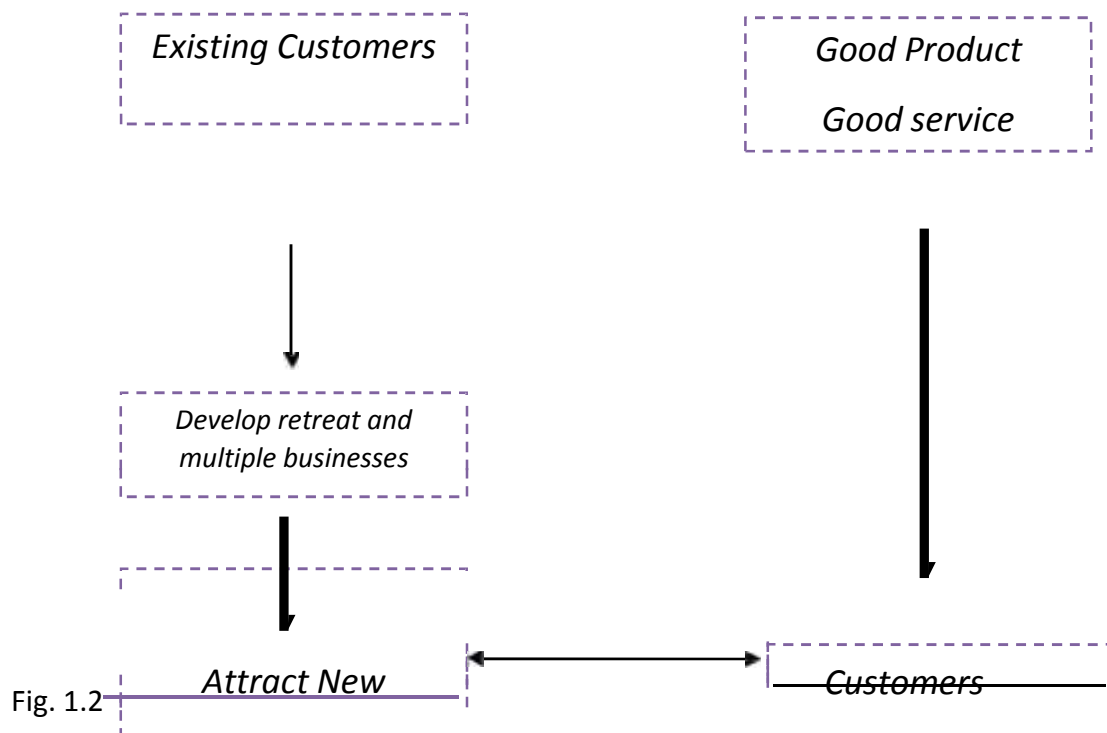 Existing Customers
Good Product
Good service
Develop retreat and
multiple businesses
Attract New
Customers
Fig. 1.2